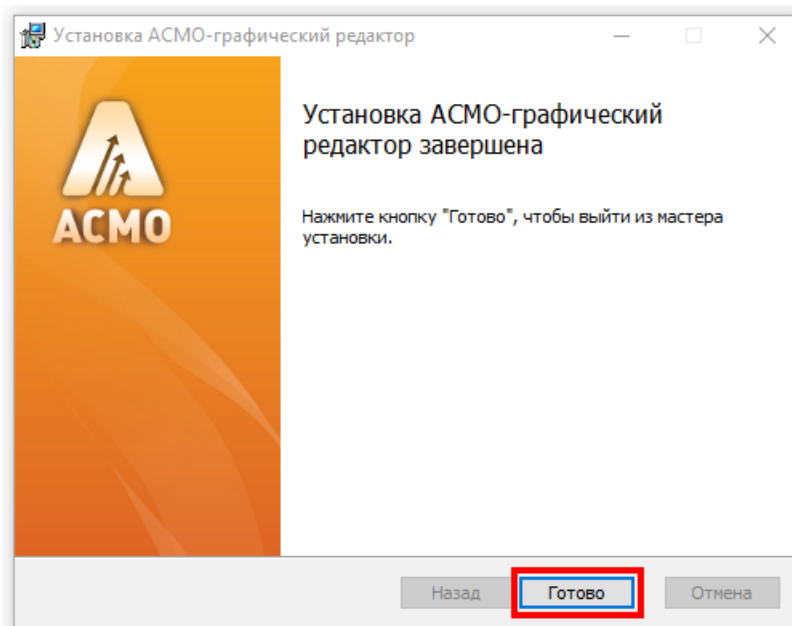 Установка АСМО-графический редактор
АСМО
Установка АСМО-графический
редактор завершена
Нажмите кнопку "Готово", чтобы выйти из мастера
установки.
Назад
Готово
Отмена